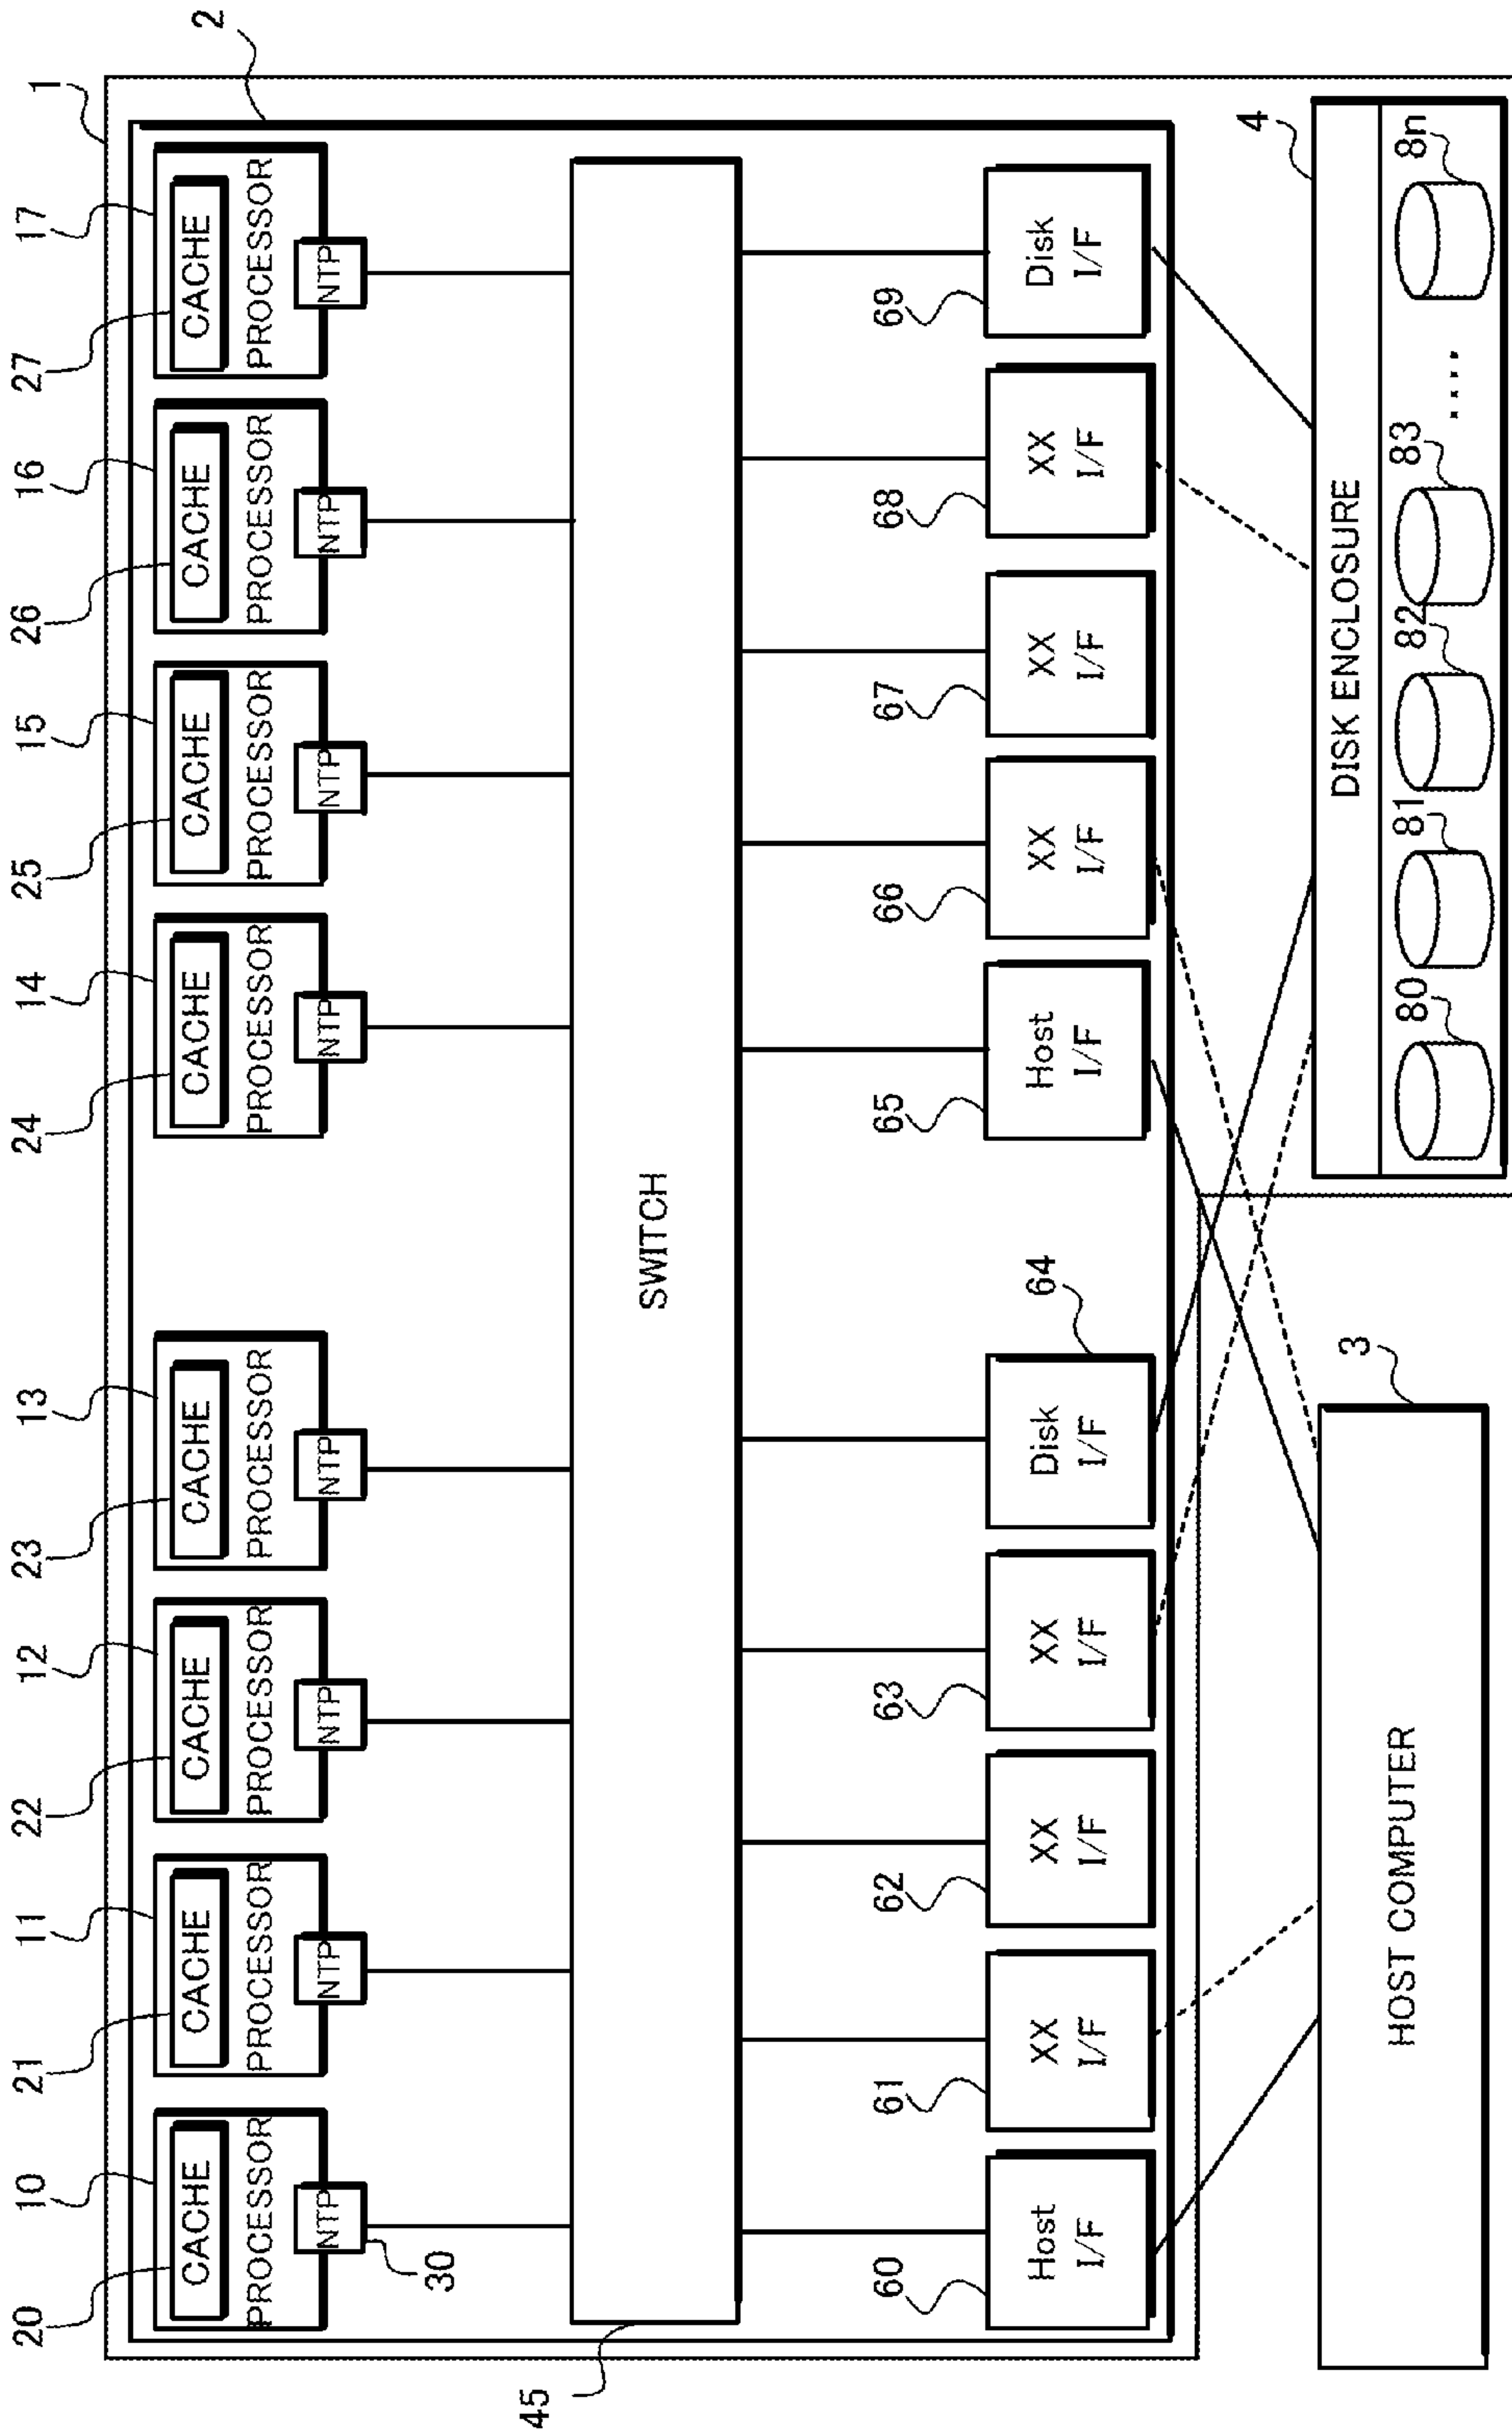 1
2
20
10
21
11
22
12
23
13
24
14
25
15
26
16
27
17
CACHE
PROCESSOR
NTP
CACHE
PROCESSOR
NTP
CACHE
PROCESSOR
NTP
CACHE
PROCESSOR
NTP
CACHE
PROCESSOR
NTP
CACHE
PROCESSOR
NTP
CACHE
PROCESSOR
NTP
CACHE
PROCESSOR
NTP
30
45
SWITCH
60
Host
I/F
61
XX
I/F
62
XX
I/F
63
XX
I/F
64
Disk
I/F
65
Host
I/F
66
XX
I/F
67
XX
I/F
68
XX
I/F
69
Disk
I/F
3
HOST COMPUTER
4
DISK ENCLOSURE
80
81
82
83
....
8n